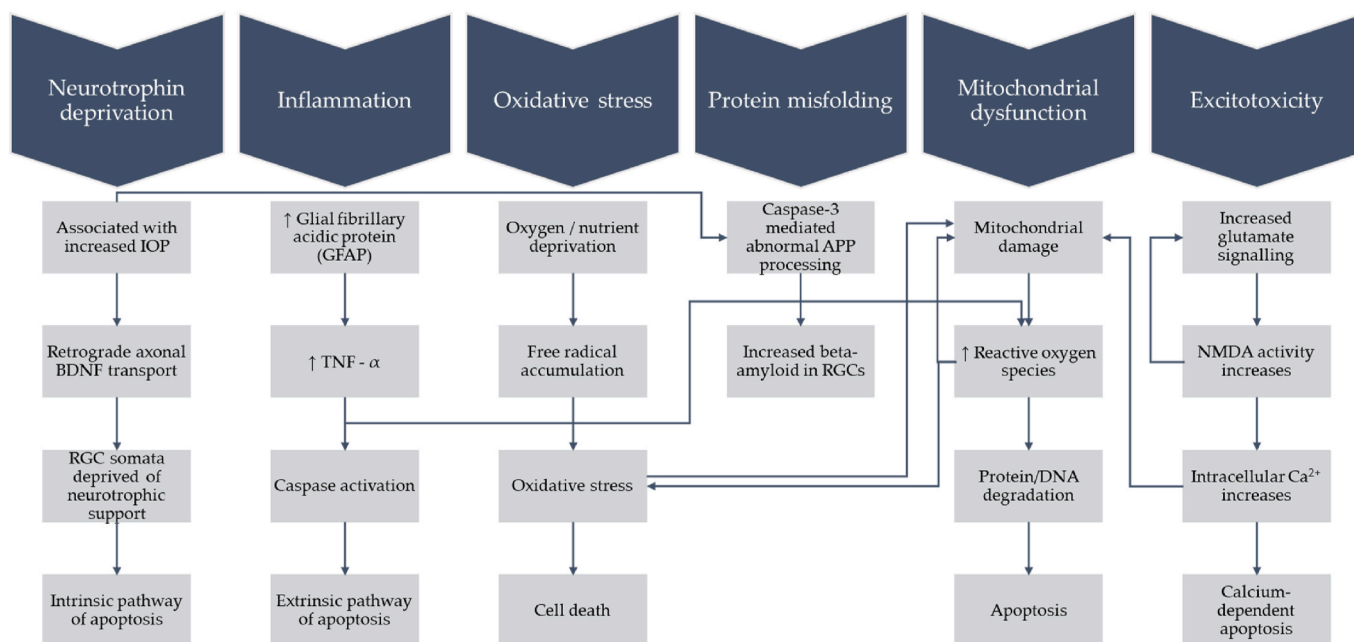 Neurotrophin
deprivation
Inflammation
Oxidative stress
Protein misfolding
Mitochondrial
dysfunction
Excitotoxicity
Associated with
increased IOP
↑ Glial fibrillary
acidic protein
(GFAP)
Oxygen / nutrient
deprivation
Caspase-3
mediated
abnormal APP
processing
Mitochondrial
damage
Increased
glutamate
signalling
Retrograde axonal
BDNF transport
↑ TNF - α
Free radical
accumulation
Increased beta-
amyloid in RGCs
↑ Reactive oxygen
species
NMDA activity
increases
RGC somata
deprived of
neurotrophic
support
Caspase activation
Oxidative stress
Protein/DNA
degradation
Intracellular Ca²⁺
increases
Intrinsic pathway
of apoptosis
Extrinsic pathway
of apoptosis
Cell death
Apoptosis
Calcium-
dependent
apoptosis